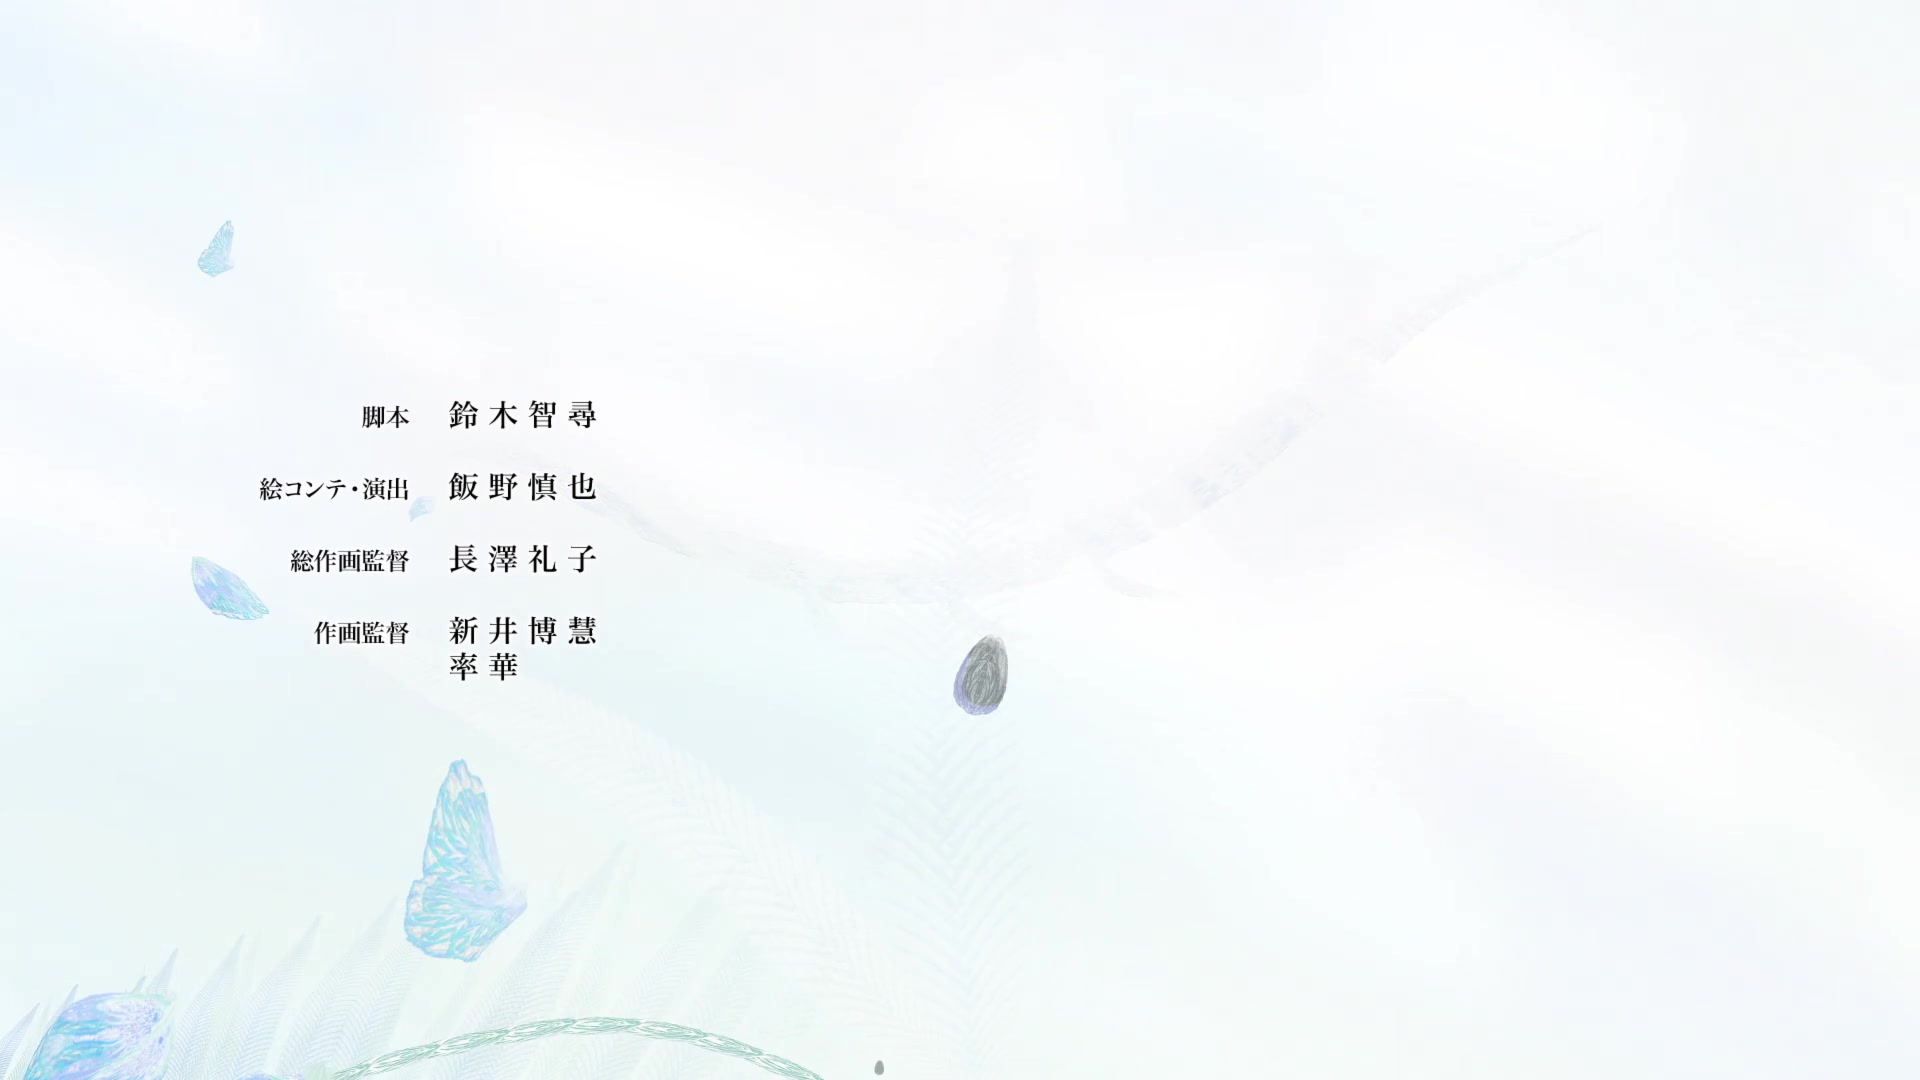 脚本 鈴木智尋
絵コンテ・演出 飯野慎也
総作画監督 長澤礼子
作画監督 新井博慧
率華